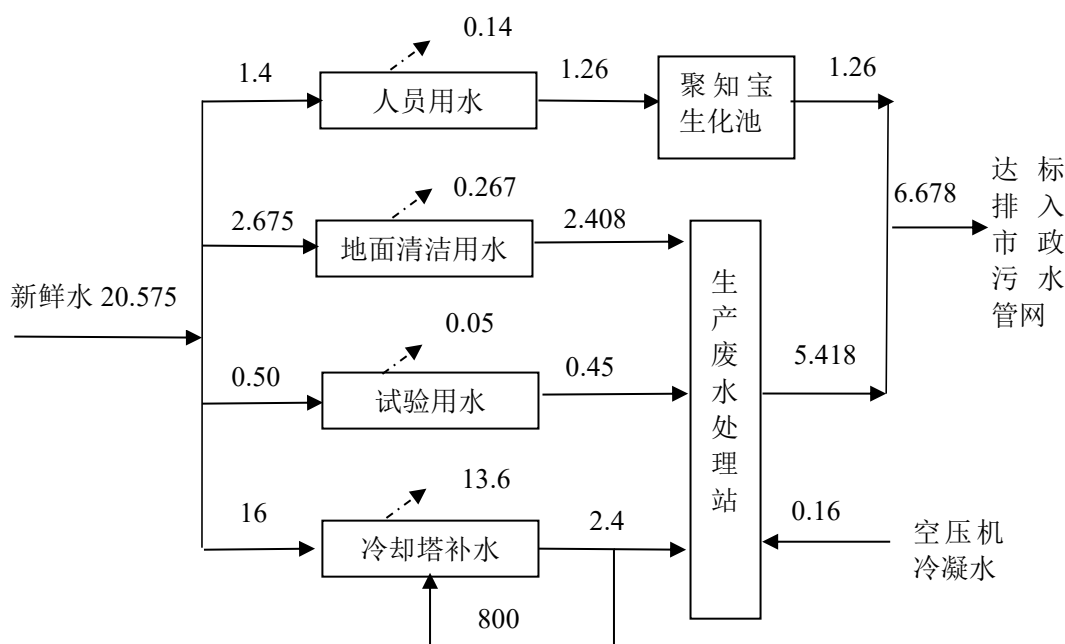 0.14
1.4
人员用水
1.26
聚知宝
生化池
1.26
0.267
2.675
地面清洁用水
2.408
6.678
达标
排入
市政
污水
管网
新鲜水 20.575
0.05
0.50
试验用水
0.45
生
产
废
水
处
理
站
5.418
13.6
16
冷却塔补水
2.4
0.16
空压机
冷凝水
800